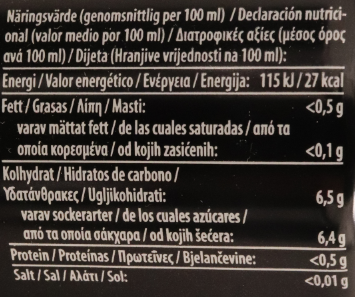 Näringsvärde (genomsnittlig per 100 ml) / Declaración nutrici-
onal (valor medio por 100 ml) / Διατροφικές αξίες (μέσος όρος
ανά 100 ml) / Dijeta (Hranjive vrijednosti na 100 ml):
Energi / Valor energético / Ενέργεια / Energija: 115 kJ / 27 kcal
Fett / Grasas / Λίπη / Masti: <0,5 g
varav mättat fett / de las cuales saturadas / από τα
οποία κορεσμένα / od kojih zasićenih: <0,1 g
Kolhydrat / Hidratos de carbono /
Υδατάνθρακες / Ugljikohidrati: 6,5 g
varav sockerarter / de los cuales azúcares /
από τα οποία σάκχαρα / od kojih šećera: 6,4 g
Protein / Proteínas / Πρωτεΐνες / Bjelančevine: <0,5 g
Salt / Sal / Αλάτι / Sol: <0,01 g